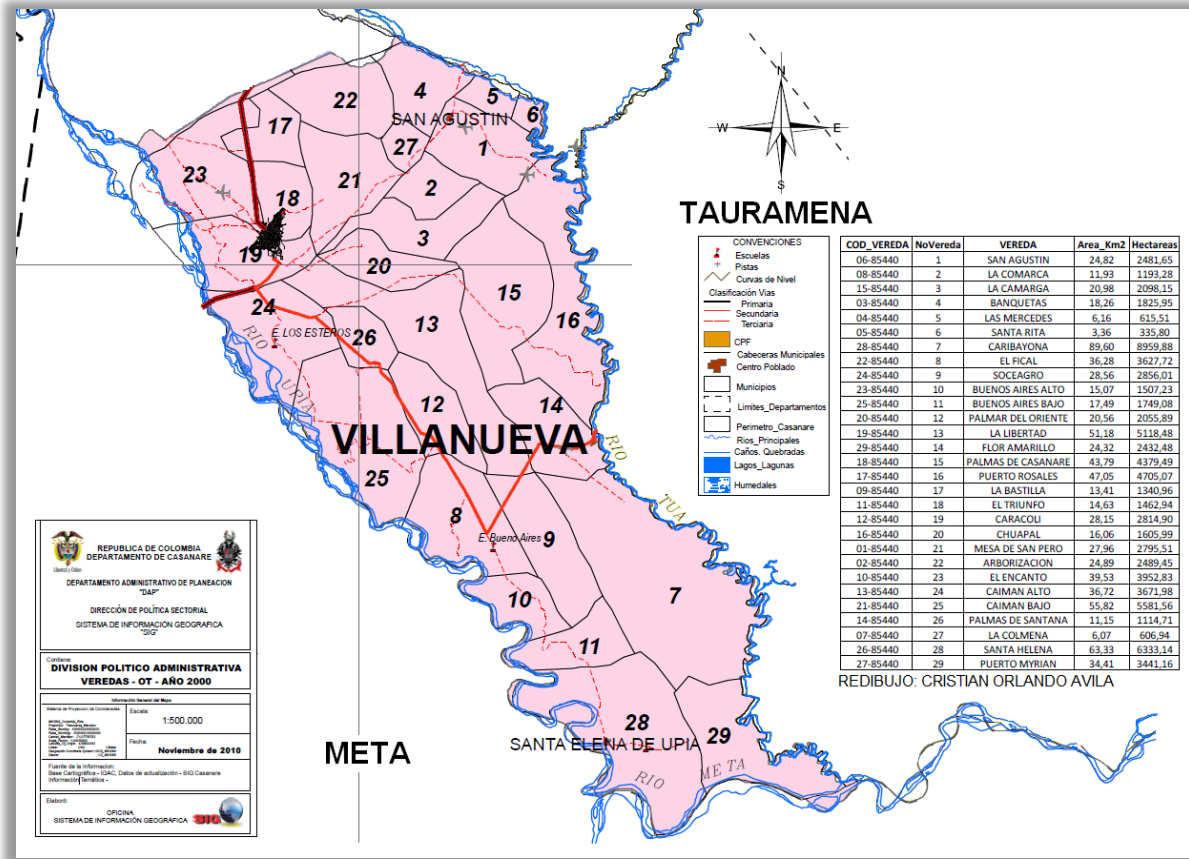 22
4
5
6
SAN AGUSTIN
17
27
1
23
21
2
18
3
19
20
15
24
16
E. LOS ESTEROS
26
13
RIO UPIA
12
14
VILLANUEVA
RIO TUA
25
8
E. Bueno Aires
9
7
10
11
28
29
SANTA ELENA DE UPIA
RIO META
META
TAURAMENA
N
W
E
S
CONVENCIONES
Escuelas
Pistas
Curvas de Nivel
Clasificación Vias
Primaria
Secundaria
Terciaria
CPF
Cabeceras Municipales
Centro Poblado
Municipios
Limites_Departamentos
Perimetro_Casanare
Rios_Principales
Caños. Quebradas
Lagos_Lagunas
Humedales
COD_VEREDA NoVereda VEREDA Area_Km2 Hectareas
06-85440 1 SAN AGUSTIN 24,82 2481,65
08-85440 2 LA COMARCA 11,93 1193,28
15-85440 3 LA CAMARGA 20,98 2098,15
03-85440 4 BANQUETAS 18,26 1825,95
04-85440 5 LAS MERCEDES 6,16 615,51
05-85440 6 SANTA RITA 3,36 335,80
28-85440 7 CARIBAYONA 89,60 8959,88
22-85440 8 EL FICAL 36,28 3627,72
24-85440 9 SOCEAGRO 28,56 2856,01
23-85440 10 BUENOS AIRES ALTO 15,07 1507,23
25-85440 11 BUENOS AIRES BAJO 17,49 1749,08
20-85440 12 PALMAR DEL ORIENTE 20,56 2055,89
19-85440 13 LA LIBERTAD 51,18 5118,48
29-85440 14 FLOR AMARILLO 24,32 2432,48
18-85440 15 PALMAS DE CASANARE 43,79 4379,49
17-85440 16 PUERTO ROSALES 47,05 4705,07
09-85440 17 LA BASTILLA 13,41 1340,96
11-85440 18 EL TRIUNFO 14,63 1462,94
12-85440 19 CARACOLI 28,15 2814,90
16-85440 20 CHUAPAL 16,06 1605,99
01-85440 21 MESA DE SAN PERO 27,96 2795,51
02-85440 22 ARBORIZACION 24,89 2489,45
10-85440 23 EL ENCANTO 39,53 3952,83
13-85440 24 CAIMAN ALTO 36,72 3671,98
21-85440 25 CAIMAN BAJO 55,82 5581,56
14-85440 26 PALMAS DE SANTANA 11,15 1114,71
07-85440 27 LA COLMENA 6,07 606,94
26-85440 28 SANTA HELENA 63,33 6333,14
27-85440 29 PUERTO MYRIAN 34,41 3441,16
REDIBUJO: CRISTIAN ORLANDO AVILA
REPUBLICA DE COLOMBIA
DEPARTAMENTO DE CASANARE
DEPARTAMENTO ADMINISTRATIVO DE PLANEACION
"DAP"
DIRECCIÓN DE POLÍTICA SECTORIAL
SISTEMA DE INFORMACIÓN GEOGRAFICA
"SIG"
Contiene:
DIVISION POLITICO ADMINISTRATIVA
VEREDAS - OT - AÑO 2000
Información General del Mapa
Sistema de Proyeccion de Coordenadas:
Escala:
1:500.000
Fecha:
Noviembre de 2010
Fuente de la Informacion:
Base Cartográfica - IGAC, Datos de actualización - SIG Casanare
Información Temática -
Elaboró:
OFICINA
SISTEMA DE INFORMACIÓN GEOGRÁFICA
SIG